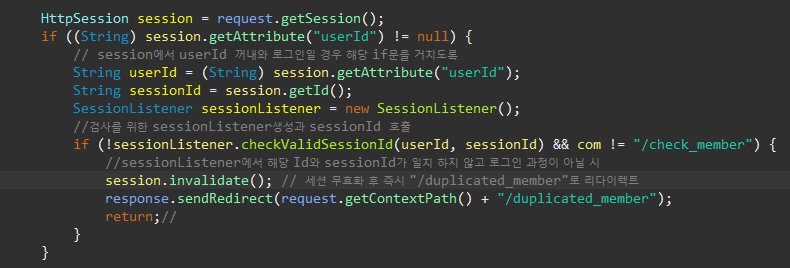 HttpSession session = request.getSession();
if ((String) session.getAttribute("userId") != null) {
// session에서 userId 꺼내와 로그인일 경우 해당 if문을 거치도록
String userId = (String) session.getAttribute("userId");
String sessionId = session.getId();
SessionListener sessionListener = new SessionListener();
//검사를 위한 sessionListener생성과 sessionId 호출
if (!sessionListener.checkValidSessionId(userId, sessionId) && com != "/check_member") {
//sessionListener에서 해당 Id와 sessionId가 일치 하지 않고 로그인 과정이 아닐 시
session.invalidate(); // 세션 무효화 후 즉시 "/duplicated_member"로 리다이렉트
response.sendRedirect(request.getContextPath() + "/duplicated_member");
return;//
}
}